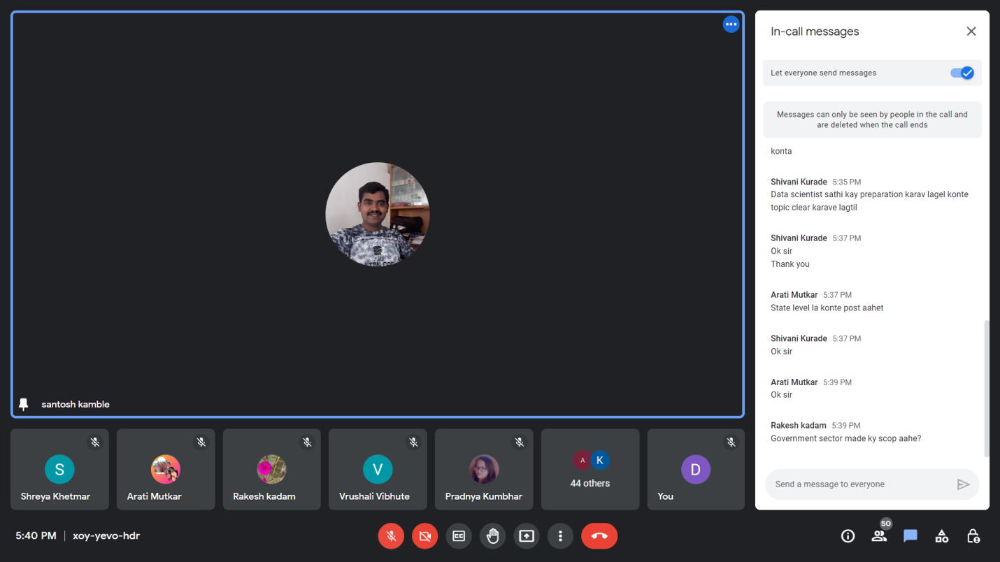 santosh kamble
S
Shreya Khetmar
Arati Mutkar
Rakesh kadam
V
Vrushali Vibhute
Pradnya Kumbhar
A K
44 others
D
You
5:40 PM | xoy-yevo-hdr
CC
50
In-call messages
Let everyone send messages
Messages can only be seen by people in the call and
are deleted when the call ends
konta
Shivani Kurade 5:35 PM
Data scientist sathi kay preparation karav lagel konte
topic clear karave lagtil
Shivani Kurade 5:37 PM
Ok sir
Thank you
Arati Mutkar 5:37 PM
State level la konte post aahet
Shivani Kurade 5:37 PM
Ok sir
Arati Mutkar 5:39 PM
Ok sir
Rakesh kadam 5:39 PM
Government sector made ky scop aahe?
Send a message to everyone